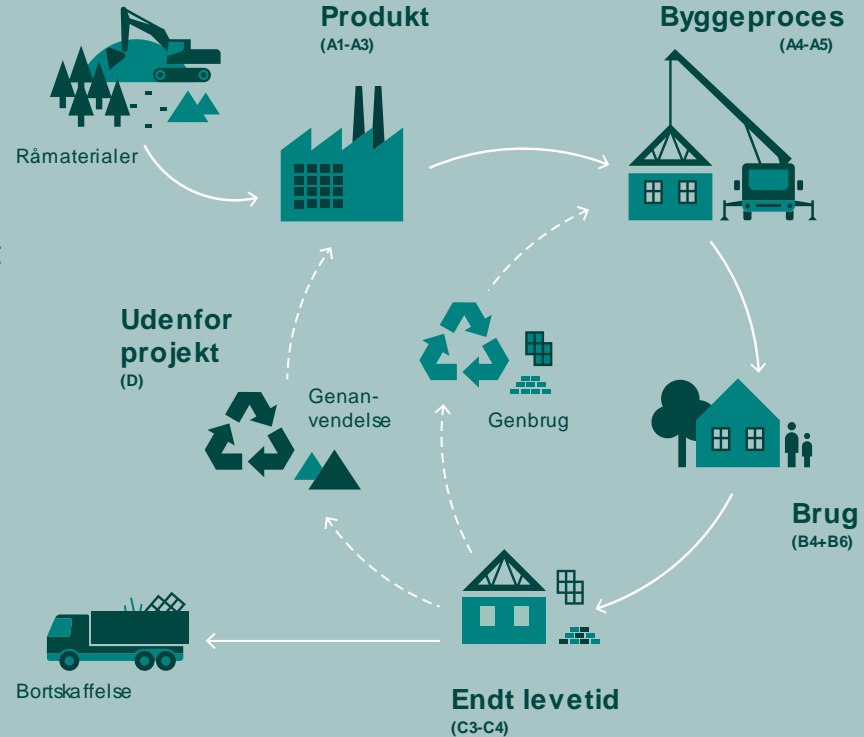 Produkt
(A1-A3)
Byggeproces
(A4-A5)
Råmaterialer
Udenfor
projekt
(D)
Genan-
vendelse
Genbrug
Brug
(B4+B6)
Bortskaffelse
Endt levetid
(C3-C4)